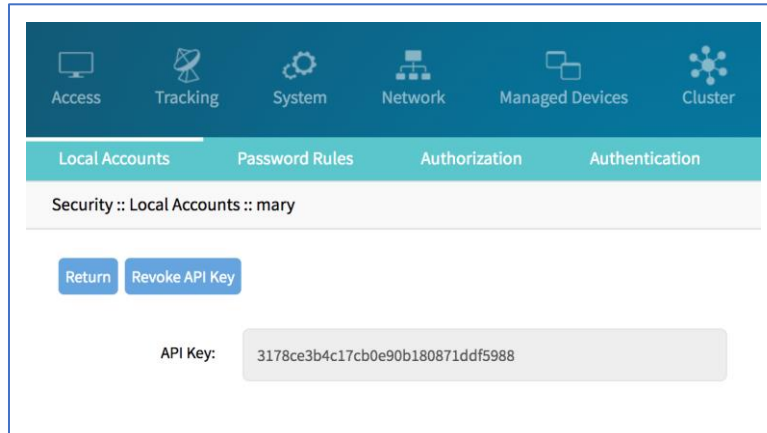 Access Tracking System Network Managed Devices Cluster
Local Accounts Password Rules Authorization Authentication
Security :: Local Accounts :: mary
Return Revoke API Key
API Key: 3178ce3b4c17cb0e90b180871ddf5988